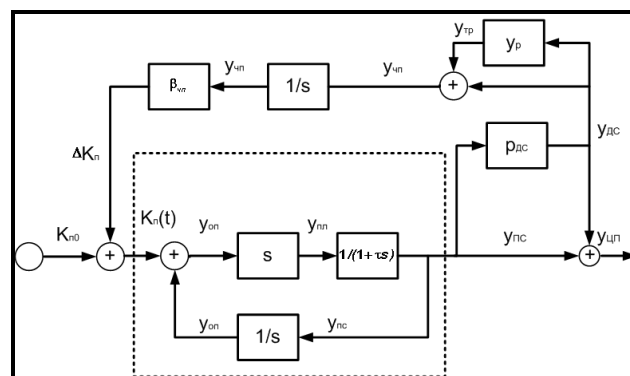 yтр
yр
yчп
yчп
βчп
1/s
+
yДС
pДС
ΔKп
Kп(t)
yоп
yпл
Kп0
+
+
s
1/(1+τs)
yПС
yЦП
+
yоп
1/s
yпс